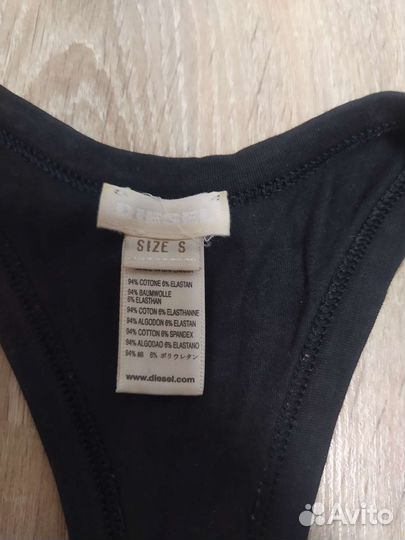 DIESEL
SIZE S
94% COTONE 6% ELASTAN
94% BAUMWOLLE
6% ELASTHAN
94% COTON 6% ELASTHANNE
94% ALGODON 6% ELASTAN
94% COTTON 6% SPANDEX
94% ALGODAO 6% ELASTANO
94% 綿 6% ポリウレタン
www.diesel.com
Avito